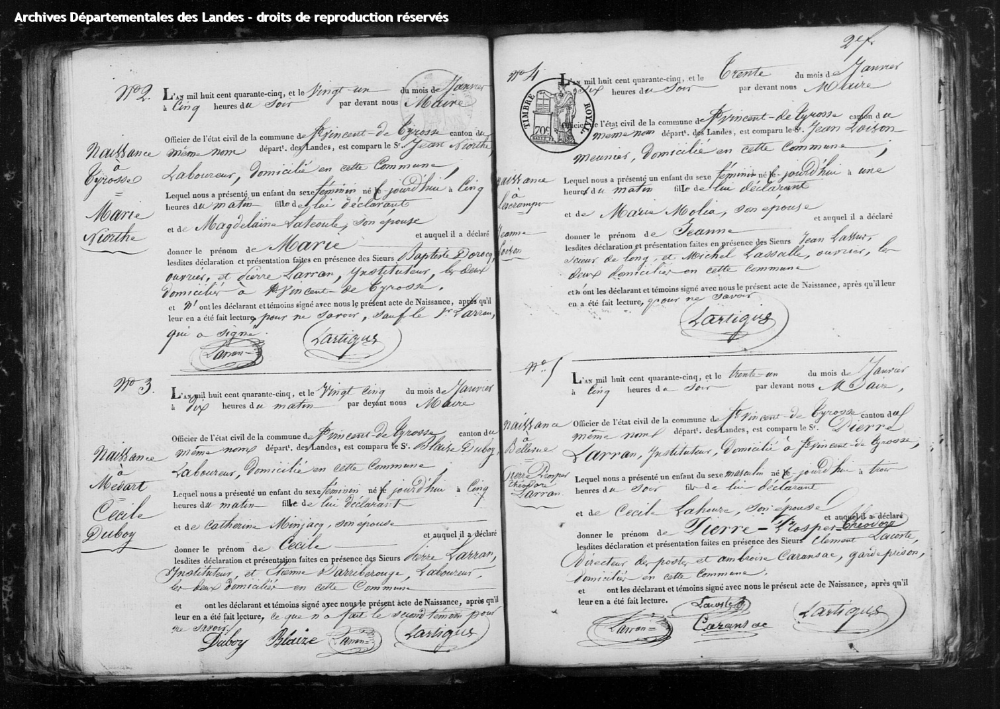 Archives Départementales des Landes - droits de reproduction réservés
N° 2.
L'AN mil huit cent quarante-cinq, et le Vingt-un du mois de Janvier
à Cinq heures du soir par devant nous Maire
Officier de l'état civil de la commune de St Vincent-de Tyrosse canton du
même nom départt. des Landes, est comparu le Sr. Jean Niorthe,
Laboureur, domicilié en cette Commune,
Lequel nous a présenté un enfant du sexe féminin né le-jourd'hui à Cinq
heures du matin fille de lui déclarant
et de Magdelaine Lateoule, son épouse
et auquel il a déclaré
donner le prénom de Marie
lesdites déclaration et présentation faites en présence des Sieurs Baptiste Dorocq,
ouvrier, et Pierre Larran, Instituteur, les deux
domiciliés à St Vincent-de Tyrosse.
et n' ont les déclarant et témoins signé avec nous le présent acte de Naissance, après qu'il
leur en a été fait lecture, pour ne savoir, sauf le Sr Larran,
qui a signé
Larran Lartigue
Naissance
à
Tyrosse
=
Marie
Niorthe
N° 3.
L'AN mil huit cent quarante-cinq, et le Vingt cinq du mois de Janvier
à Dix heures du matin par devant nous Maire
Officier de l'état civil de la commune de St Vincent-de Tyrosse canton du
même nom départt. des Landes, est comparu le Sr. Blaise Duboy,
Laboureur, domicilié en cette Commune,
Lequel nous a présenté un enfant du sexe féminin né le jourd'hui à Cinq
heures du matin fille de lui déclarant
et de Catherine Minjacq, son épouse
et auquel il a déclaré
donner le prénom de Cecile
lesdites déclaration et présentation faites en présence des Sieurs Pierre Larran,
Instituteur, et Etienne Darriberouge, Laboureur,
les deux domiciliés en cette Commune
et ont les déclarant et témoins signé avec nous le présent acte de Naissance, après qu'il
leur en a été fait lecture, ce que n'a fait le second témoin pour
ne savoir.
Duboy Blaize Larran Lartigue
Naissance
à
Medart
=
Cecile
Duboy
2e f.
N° 4
L'AN mil huit cent quarante-cinq, et le Trente du mois de Janvier
dix heures du soir par devant nous Maire
TIMBRE ROYAL.
70c
Officier de l'état civil de la commune de St Vincent-de Tyrosse canton du
même nom départt. des Landes, est comparu le Sr. Jean Loison
meunier, domicilié en cette Commune ;
Lequel nous a présenté un enfant du sexe féminin né le-jourd'hui à une
heures du matin fille de lui déclarant
et de Marie Molia, son épouse
et auquel il a déclaré
donner le prénom de Jeanne
lesdites déclaration et présentation faites en présence des Sieurs Jean Lassus,
scieur de long, et Michel Lassalle, ouvrier, les
deux domiciliés en cette commune
et n'ont les déclarant et témoins signé avec nous le présent acte de Naissance, après qu'il leur
en a été fait lecture, pour ne savoir
Lartigue
Naissance
à
=
Jeanne
Loison
N° 5
L'AN mil huit cent quarante-cinq, et le trente-un du mois de Janvier
à Cinq heures du soir par devant nous Maire,
Officier de l'état civil de la commune de St Vincent-de Tyrosse canton du
même nom départt. des Landes, est comparu le Sr. Pierre
Larran, Instituteur, domicilié à St Vincent-de Tyrosse,
Lequel nous a présenté un enfant du sexe masculin né le-jourd'hui à trois
heures du soir fils de lui déclarant
et de Cecile Lahouze, son épouse
et auquel il a déclaré
donner le prénom de Pierre-Prosper-Théodore
lesdites déclaration et présentation faites en présence des Sieurs Clement Lacoste,
Directeur des postes et ambroise Caransac, garde prison,
domiciliés en cette Commune.
et ont les déclarant et témoins signé avec nous le présent acte de Naissance, après qu'il
leur en a été fait lecture.
Lacoste
Larran Caransac Lartigue
Naissance
à
Bellevue
=
Pierre Prosper
Théodore
Larran.